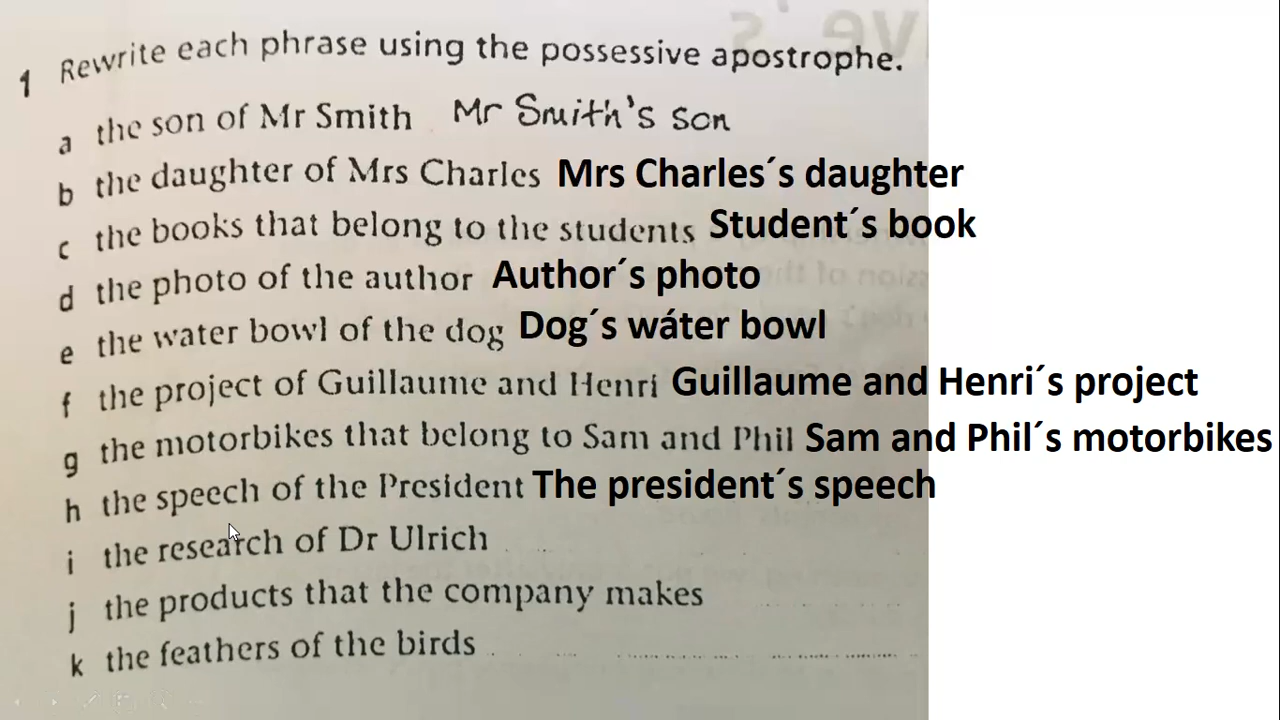 1 Rewrite each phrase using the possessive apostrophe.
a the son of Mr Smith Mr Smith's son
b the daughter of Mrs Charles Mrs Charles´s daughter
c the books that belong to the students Student´s book
d the photo of the author Author´s photo
e the water bowl of the dog Dog´s wáter bowl
f the project of Guillaume and Henri Guillaume and Henri´s project
g the motorbikes that belong to Sam and Phil Sam and Phil´s motorbikes
h the speech of the President The president´s speech
i the research of Dr Ulrich
j the products that the company makes
k the feathers of the birds